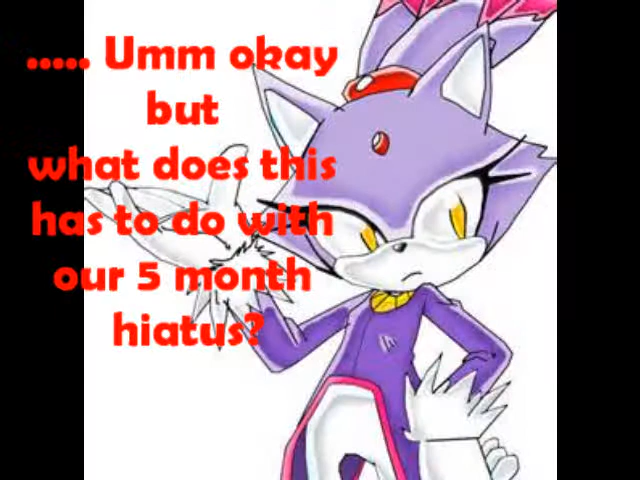 ..... Umm okay
but
what does this
has to do with
our 5 month
hiatus?